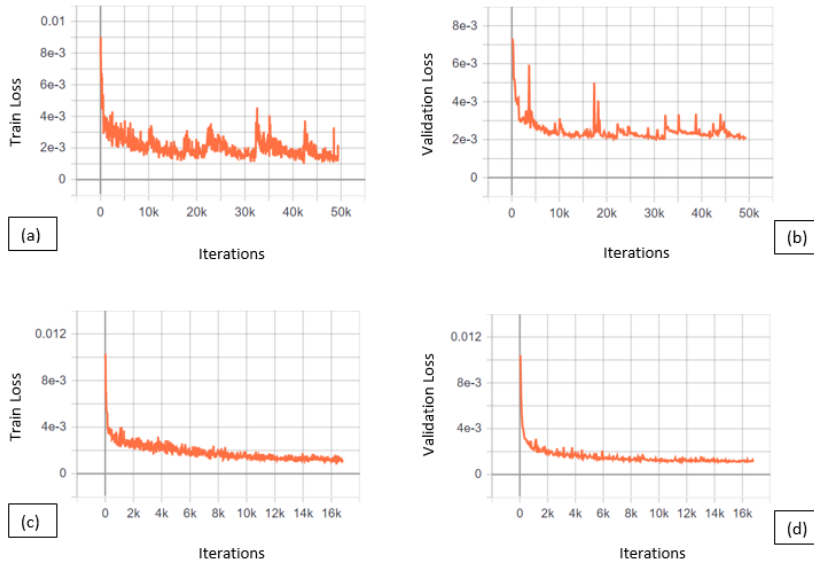 0.01
8e-3
6e-3
4e-3
2e-3
0
Train Loss
0 10k 20k 30k 40k 50k
Iterations
(a)
8e-3
6e-3
4e-3
2e-3
0
Validation Loss
0 10k 20k 30k 40k 50k
Iterations
(b)
0.012
8e-3
4e-3
0
Train Loss
0 2k 4k 6k 8k 10k 12k 14k 16k
Iterations
(c)
0.012
8e-3
4e-3
0
Validation Loss
0 2k 4k 6k 8k 10k 12k 14k 16k
Iterations
(d)